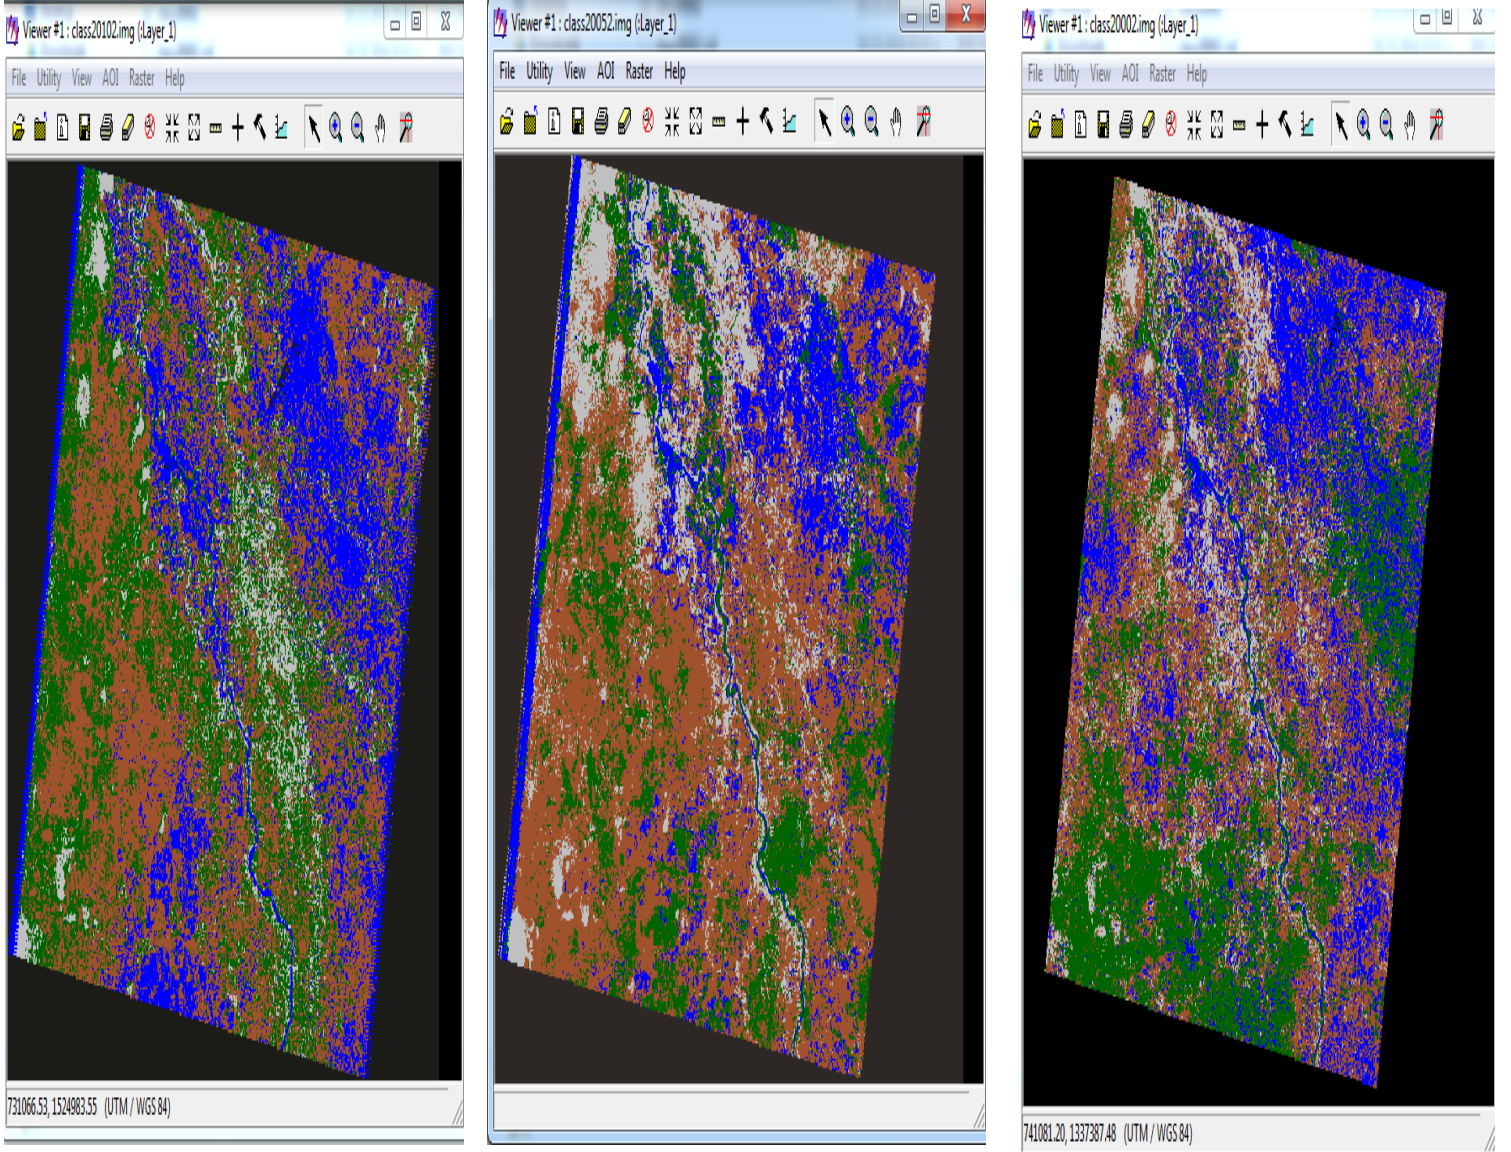 Viewer #1 : class20102.img (:Layer_1)
File Utility View AOI Raster Help
731066.53, 1524983.55 (UTM / WGS 84)
Viewer #1 : class20052.img (:Layer_1)
File Utility View AOI Raster Help
Viewer #1 : class20002.img (:Layer_1)
File Utility View AOI Raster Help
741081.20, 1337387.48 (UTM / WGS 84)